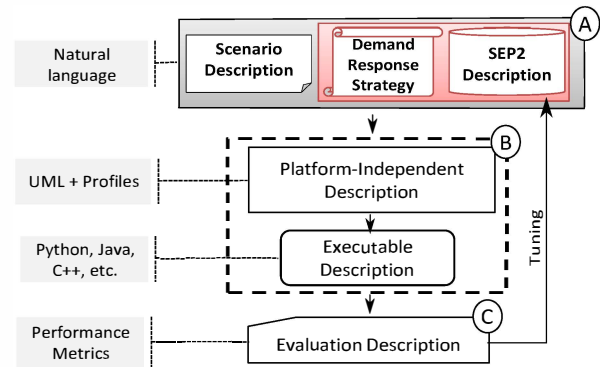 A
Natural
language
Scenario
Description
Demand
Response
Strategy
SEP2
Description
B
UML + Profiles
Platform-Independent
Description
Python, Java,
C++, etc.
Executable
Description
Tuning
C
Performance
Metrics
Evaluation Description